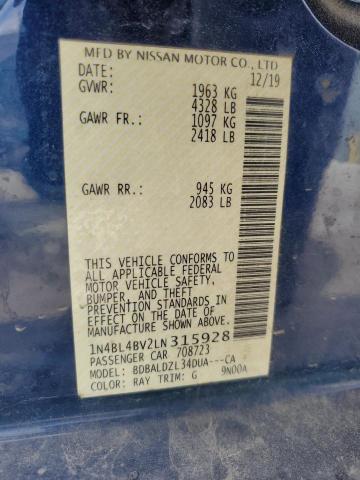 MFD BY NISSAN MOTOR CO., LTD
DATE: 12/19
GVWR: 1963 KG
4328 LB
GAWR FR.: 1097 KG
2418 LB
GAWR RR.: 945 KG
2083 LB
THIS VEHICLE CONFORMS TO
ALL APPLICABLE FEDERAL
MOTOR VEHICLE SAFETY,
BUMPER, AND THEFT
PREVENTION STANDARDS IN
EFFECT ON THE DATE OF
MANUFACTURE SHOWN ABOVE.
1N4BL4BV2LN315928
PASSENGER CAR 708723
MODEL: BDBALDZL34DUA---CA
COLOR: RAY TRIM: G 9N00A